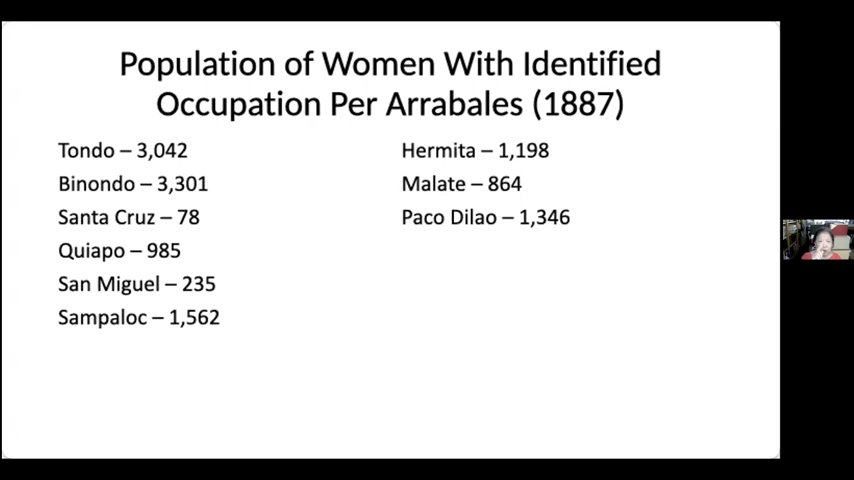 Population of Women With Identified
Occupation Per Arrabales (1887)
Tondo – 3,042
Binondo – 3,301
Santa Cruz – 78
Quiapo – 985
San Miguel – 235
Sampaloc – 1,562
Hermita – 1,198
Malate – 864
Paco Dilao – 1,346